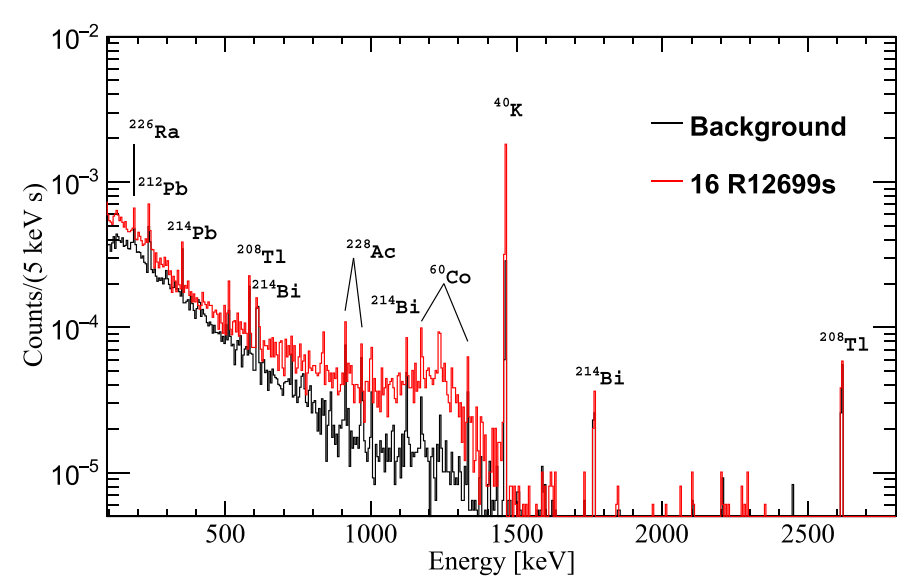 10⁻²
10⁻³
10⁻⁴
10⁻⁵
Counts/(5 keV s)
²²⁶Ra
²¹²Pb
²¹⁴Pb
²⁰⁸Tl
²¹⁴Bi
²²⁸Ac
²¹⁴Bi
⁶⁰Co
⁴⁰K
²¹⁴Bi
²⁰⁸Tl
Background
16 R12699s
500 1000 1500 2000 2500
Energy [keV]